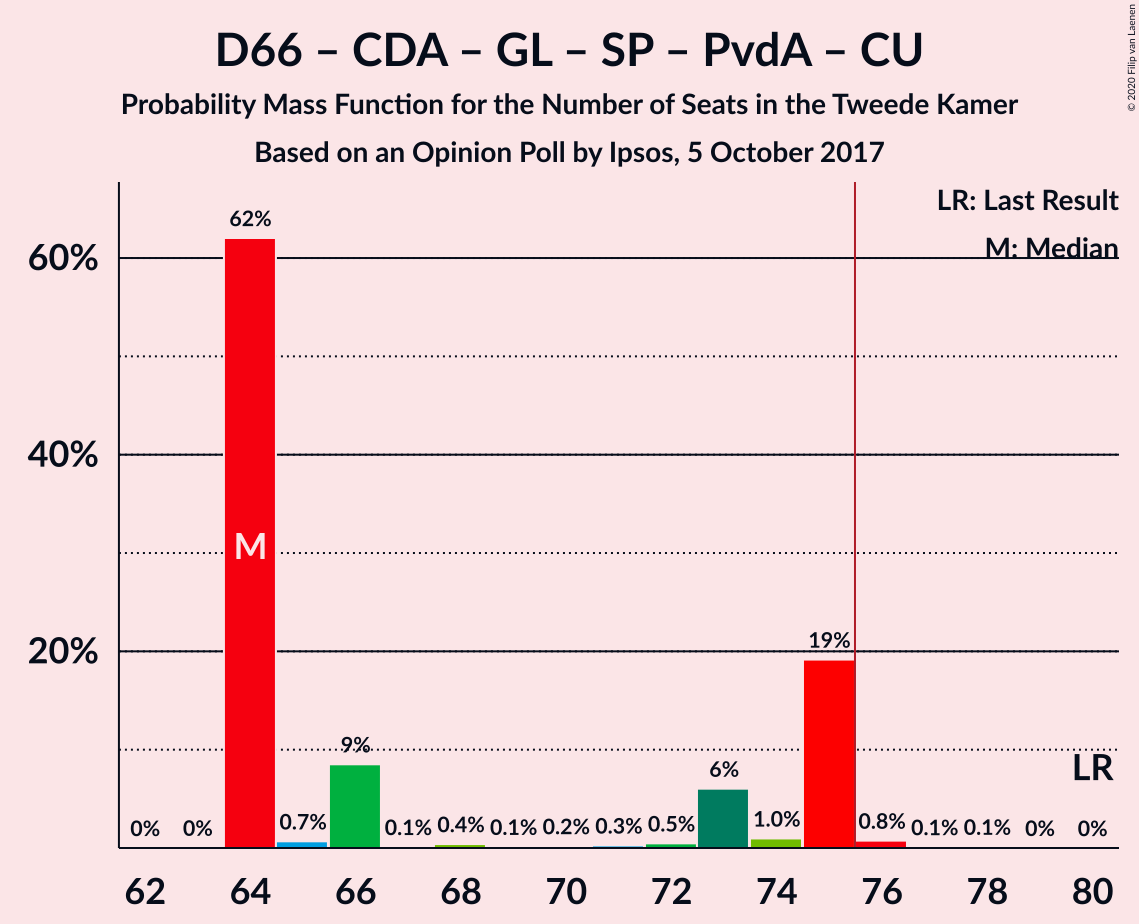 D66 – CDA – GL – SP – PvdA – CU
Probability Mass Function for the Number of Seats in the Tweede Kamer
Based on an Opinion Poll by Ipsos, 5 October 2017
© 2020 Filip van Laenen
LR: Last Result
M: Median
60%
40%
20%
62%
M
19%
9%
6%
LR
0% 0% 0.7% 0.1% 0.4% 0.1% 0.2% 0.3% 0.5% 1.0% 0.8% 0.1% 0.1% 0% 0%
62 64 66 68 70 72 74 76 78 80